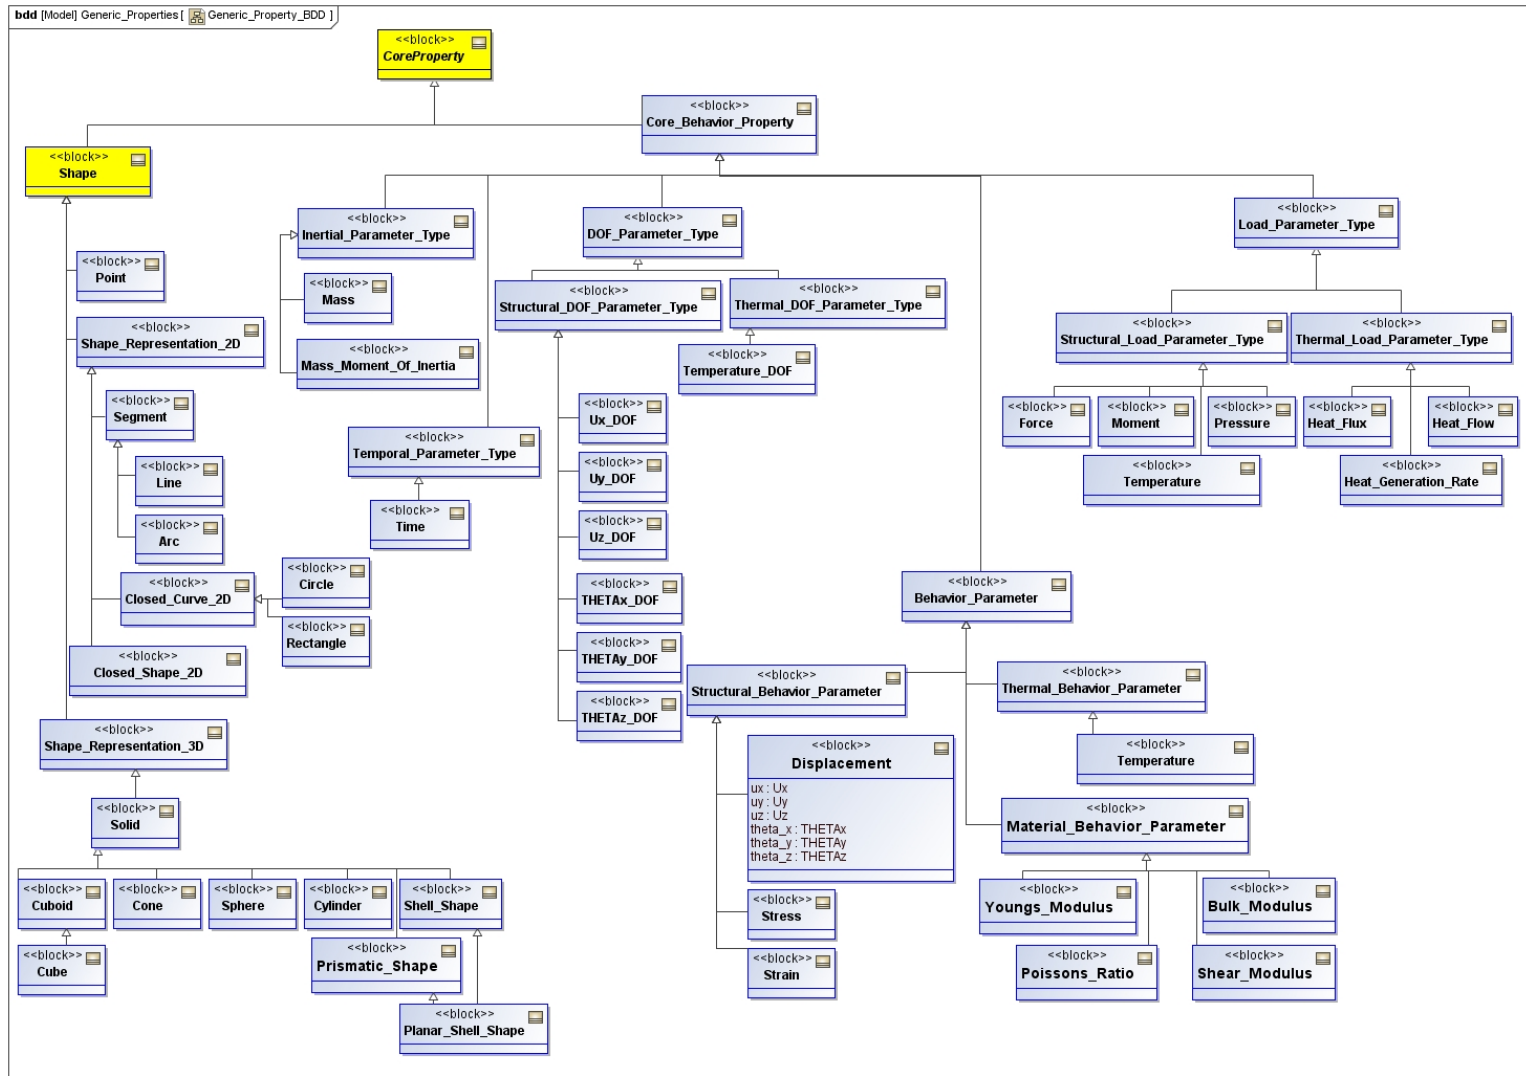 bdd [Model] Generic_Properties [ Generic_Property_BDD ]
<<block>>
CoreProperty
<<block>>
Core_Behavior_Property
<<block>>
Shape
<<block>>
Inertial_Parameter_Type
<<block>>
DOF_Parameter_Type
<<block>>
Load_Parameter_Type
<<block>>
Point
<<block>>
Mass
<<block>>
Structural_DOF_Parameter_Type
<<block>>
Thermal_DOF_Parameter_Type
<<block>>
Shape_Representation_2D
<<block>>
Mass_Moment_Of_Inertia
<<block>>
Temperature_DOF
<<block>>
Structural_Load_Parameter_Type
<<block>>
Thermal_Load_Parameter_Type
<<block>>
Segment
<<block>>
Ux_DOF
<<block>>
Force
<<block>>
Moment
<<block>>
Pressure
<<block>>
Heat_Flux
<<block>>
Heat_Flow
<<block>>
Temporal_Parameter_Type
<<block>>
Line
<<block>>
Uy_DOF
<<block>>
Temperature
<<block>>
Heat_Generation_Rate
<<block>>
Arc
<<block>>
Time
<<block>>
Uz_DOF
<<block>>
Closed_Curve_2D
<<block>>
Circle
<<block>>
THETAx_DOF
<<block>>
Behavior_Parameter
<<block>>
Rectangle
<<block>>
THETAy_DOF
<<block>>
Closed_Shape_2D
<<block>>
Structural_Behavior_Parameter
<<block>>
Thermal_Behavior_Parameter
<<block>>
THETAz_DOF
<<block>>
Shape_Representation_3D
<<block>>
Displacement
ux : Ux
uy : Uy
uz : Uz
theta_x : THETAx
theta_y : THETAy
theta_z : THETAz
<<block>>
Temperature
<<block>>
Solid
<<block>>
Material_Behavior_Parameter
<<block>>
Cuboid
<<block>>
Cone
<<block>>
Sphere
<<block>>
Cylinder
<<block>>
Shell_Shape
<<block>>
Stress
<<block>>
Youngs_Modulus
<<block>>
Bulk_Modulus
<<block>>
Cube
<<block>>
Prismatic_Shape
<<block>>
Strain
<<block>>
Poissons_Ratio
<<block>>
Shear_Modulus
<<block>>
Planar_Shell_Shape